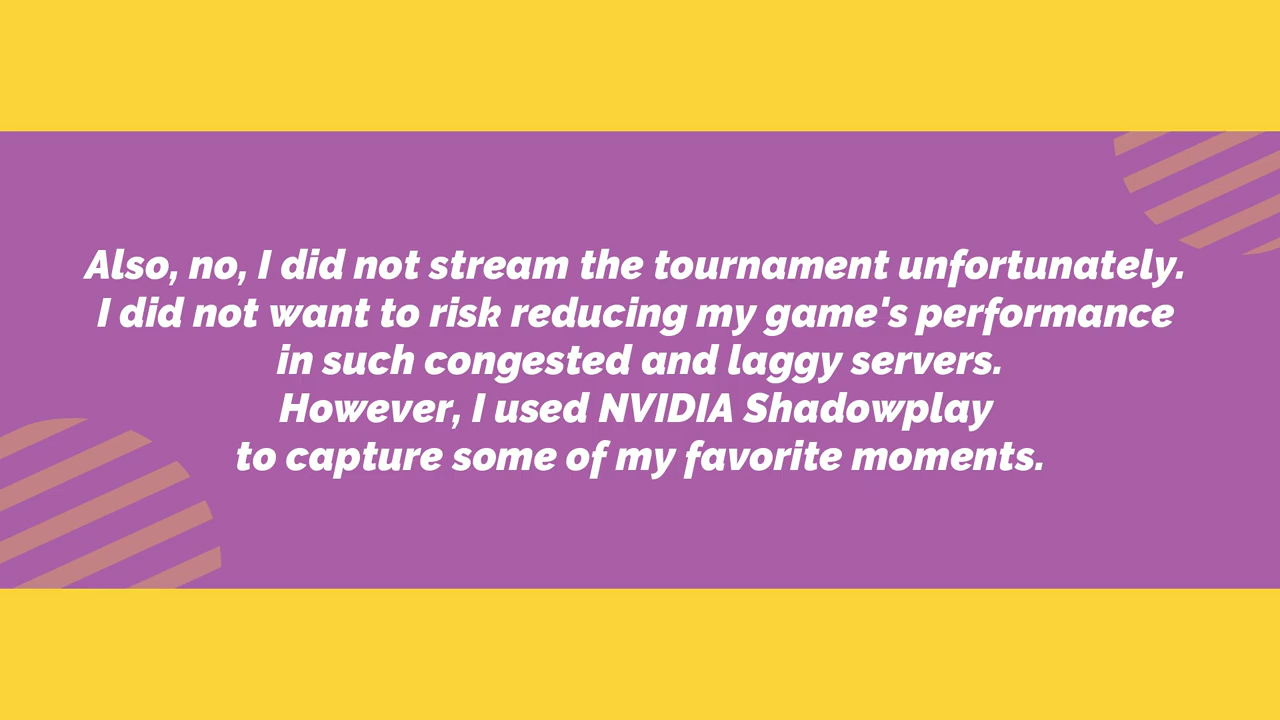 Also, no, I did not stream the tournament unfortunately.
I did not want to risk reducing my game's performance
in such congested and laggy servers.
However, I used NVIDIA Shadowplay
to capture some of my favorite moments.